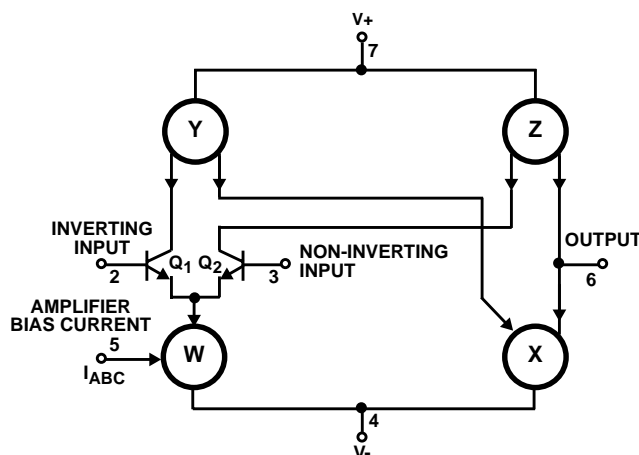 V+
7
Y
Z
INVERTING
INPUT
2
Q1
Q2
3
NON-INVERTING
INPUT
OUTPUT
6
AMPLIFIER
BIAS CURRENT
5
IABC
W
X
4
V-